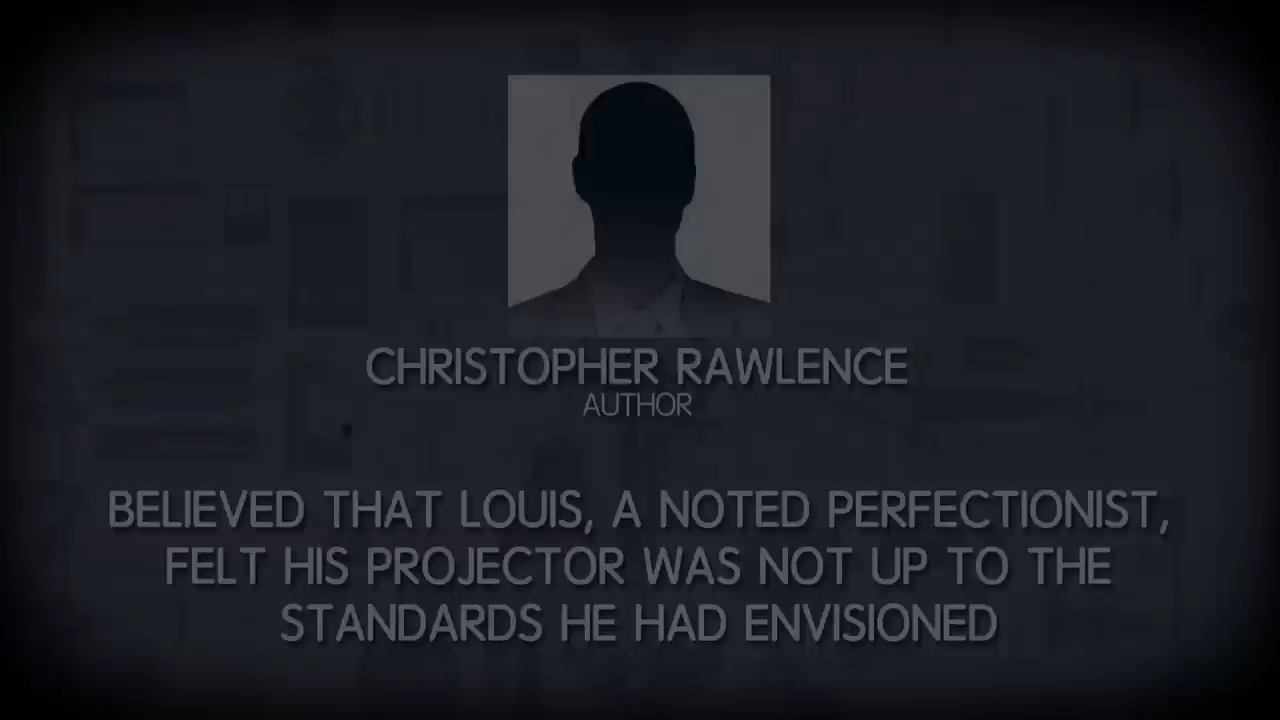 CHRISTOPHER RAWLENCE
AUTHOR
BELIEVED THAT LOUIS, A NOTED PERFECTIONIST,
FELT HIS PROJECTOR WAS NOT UP TO THE
STANDARDS HE HAD ENVISIONED